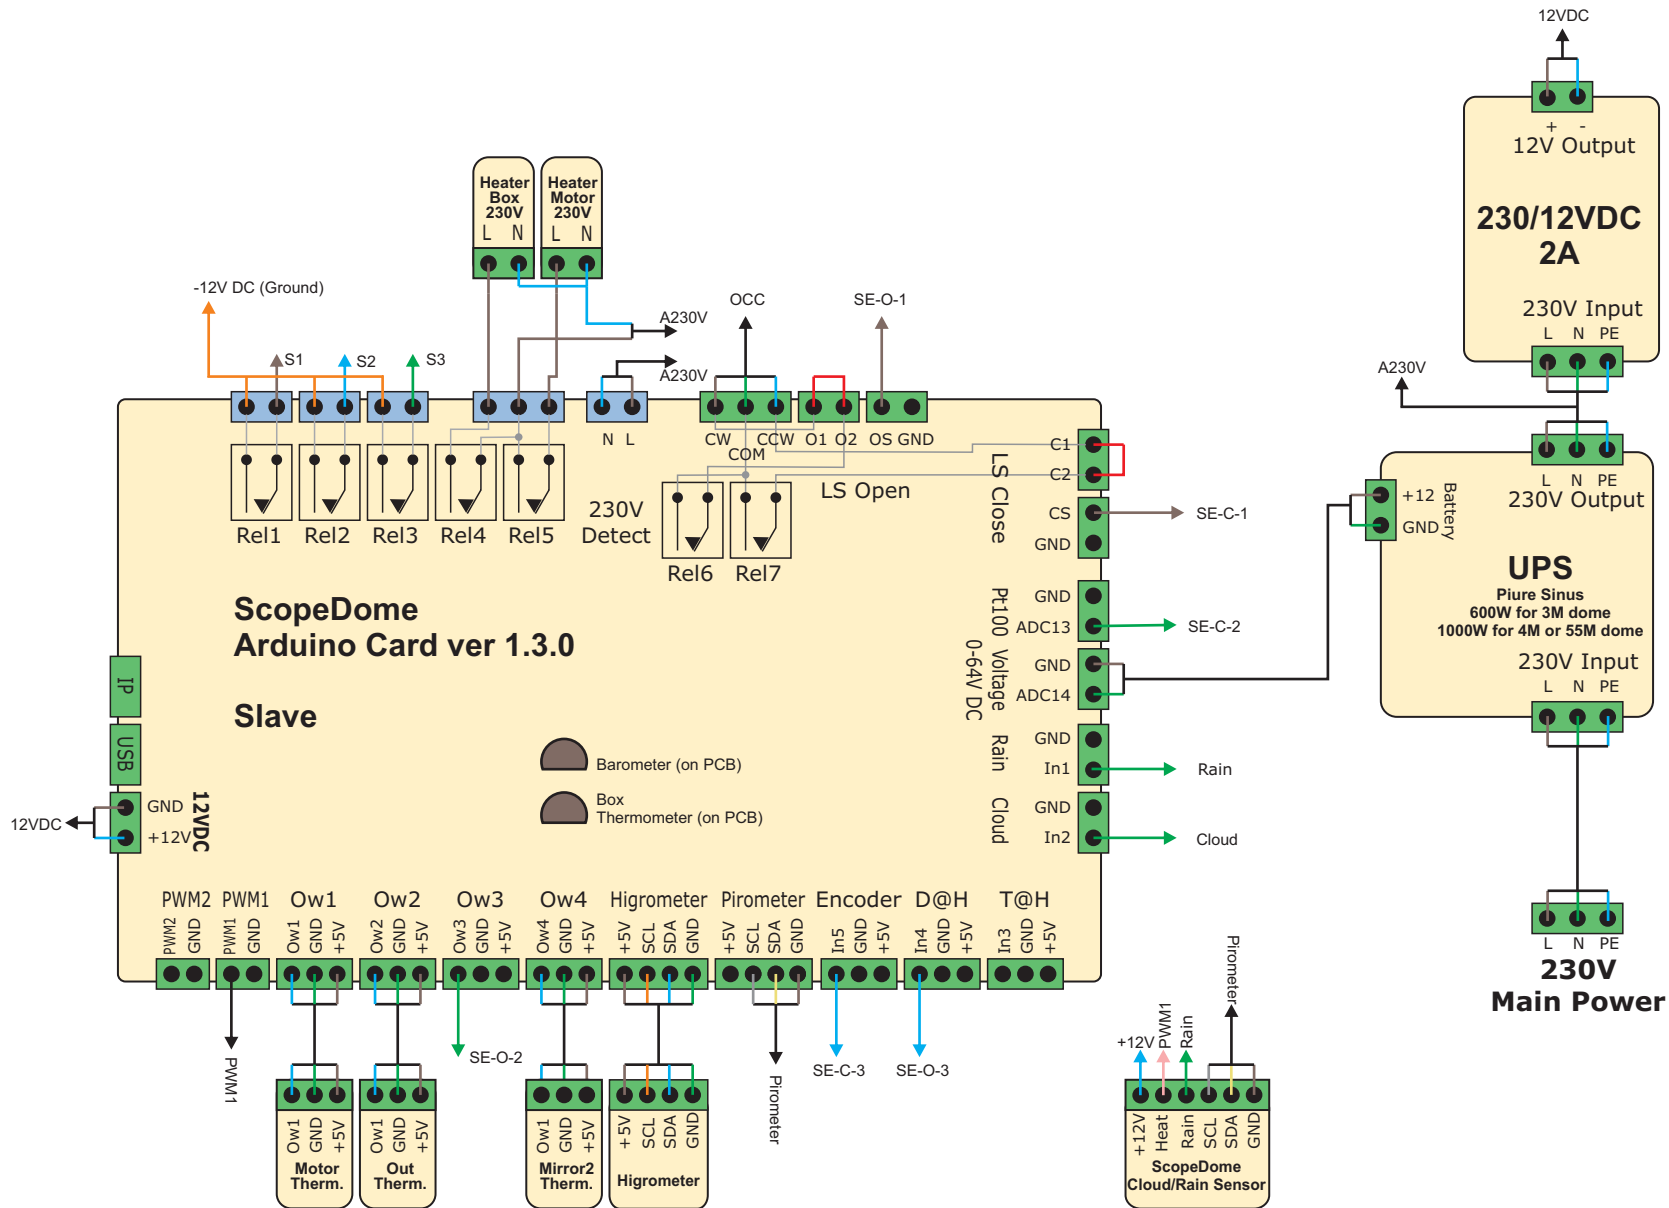 12VDC
+ -
12V Output
230/12VDC
2A
230V Input
L N PE
A230V
Heater
Box
230V
L N
Heater
Motor
230V
L N
-12V DC (Ground)
S1
S2
S3
A230V
A230V
OCC
SE-O-1
N L
CW
COM
CCW
O1 O2
OS GND
LS Open
Rel1
Rel2
Rel3
Rel4
Rel5
230V
Detect
Rel6
Rel7
C1
C2
LS Close
CS
GND
SE-C-1
Pt100
GND
ADC13
SE-C-2
Voltage
0-64V DC
GND
ADC14
Rain
GND
In1
Rain
Cloud
GND
In2
Cloud
L N PE
230V Output
+12
GND
Battery
UPS
Piure Sinus
600W for 3M dome
1000W for 4M or 55M dome
230V Input
L N PE
L N PE
230V
Main Power
ScopeDome
Arduino Card ver 1.3.0
Slave
IP
USB
Barometer (on PCB)
Box
Thermometer (on PCB)
12VDC
GND
+12V
12VDC
PWM2 PWM1 Ow1 Ow2 Ow3 Ow4 Higrometer Pirometer Encoder D@H T@H
PWM2 GND
PWM1 GND
Ow1 GND +5V
Ow2 GND +5V
Ow3 GND +5V
Ow4 GND +5V
+5V SCL SDA GND
+5V SCL SDA GND
In5 GND +5V
In4 GND +5V
In3 GND +5V
PWM1
SE-O-2
Pirometer
SE-C-3
SE-O-3
Ow1 GND +5V
Motor
Therm.
Ow1 GND +5V
Out
Therm.
Ow1 GND +5V
Mirror2
Therm.
+5V SCL SDA GND
Higrometer
+12V
PWM1
Rain
Pirometer
+12V Heat Rain SCL SDA GND
ScopeDome
Cloud/Rain Sensor